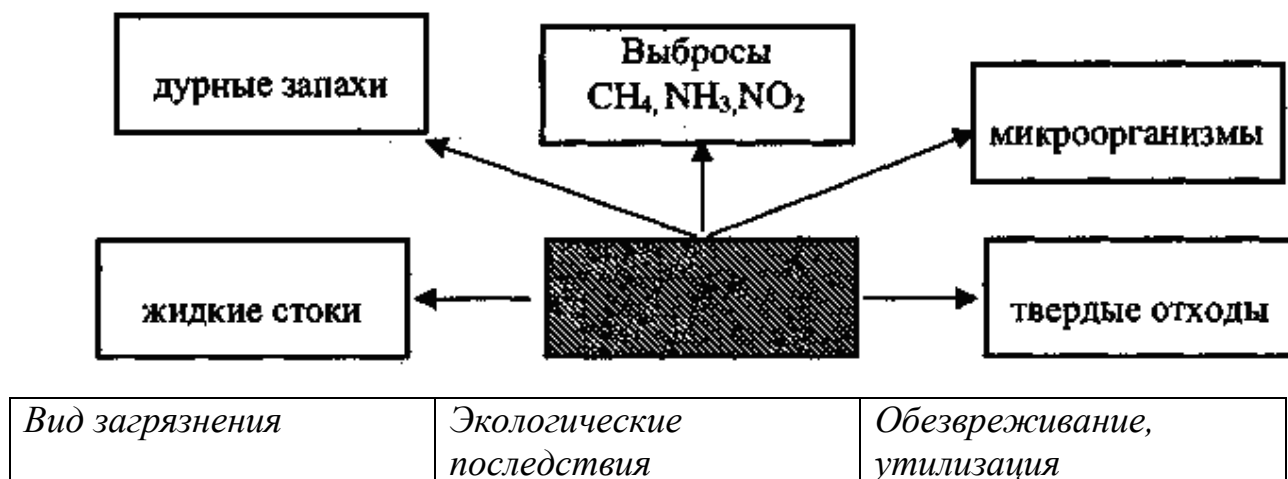 дурные запахи
Выбросы
CH₄, NH₃,NO₂
микроорганизмы
жидкие стоки
твердые отходы
Вид загрязнения
Экологические
последствия
Обезвреживание,
утилизация